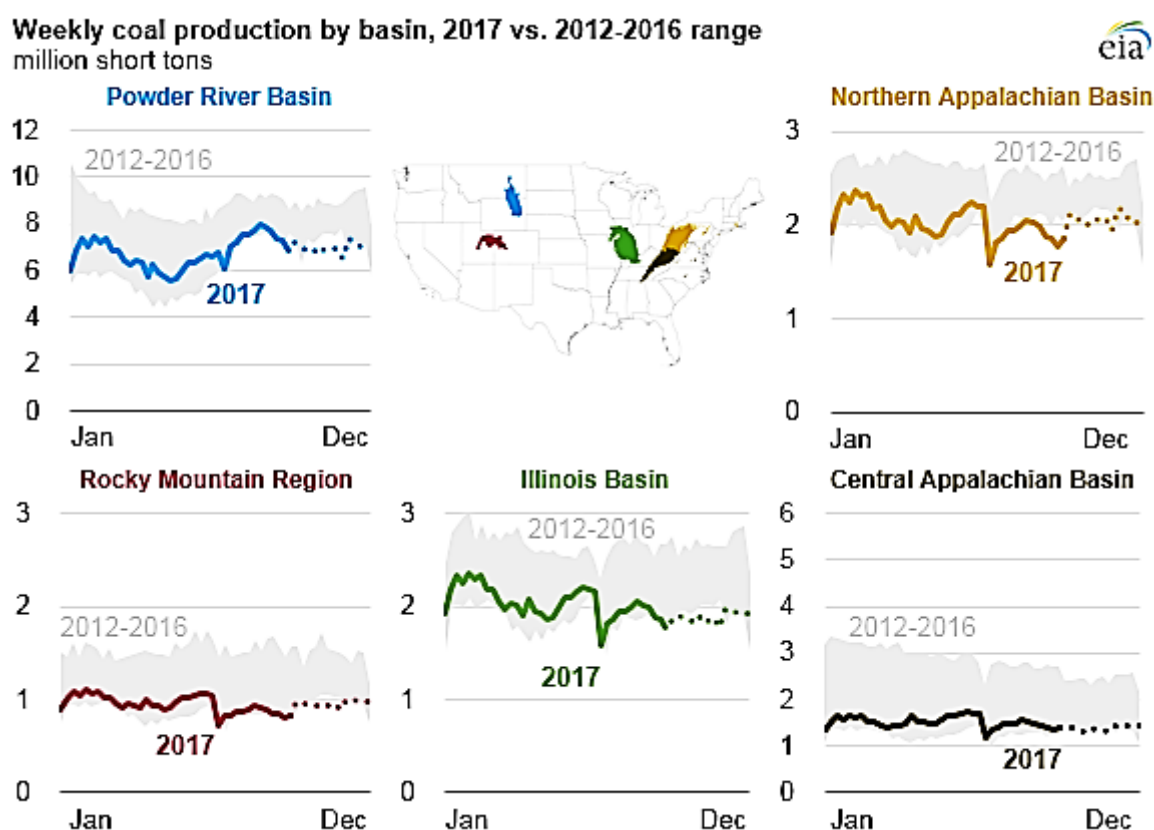 Weekly coal production by basin, 2017 vs. 2012-2016 range
million short tons
eia
Powder River Basin
12
10
8
6
4
2
0
2012-2016
2017
Jan Dec
Northern Appalachian Basin
3
2
1
0
2012-2016
2017
Jan Dec
Rocky Mountain Region
3
2
1
0
2012-2016
2017
Jan Dec
Illinois Basin
3
2
1
0
2012-2016
2017
Jan Dec
Central Appalachian Basin
6
5
4
3
2
1
0
2012-2016
2017
Jan Dec